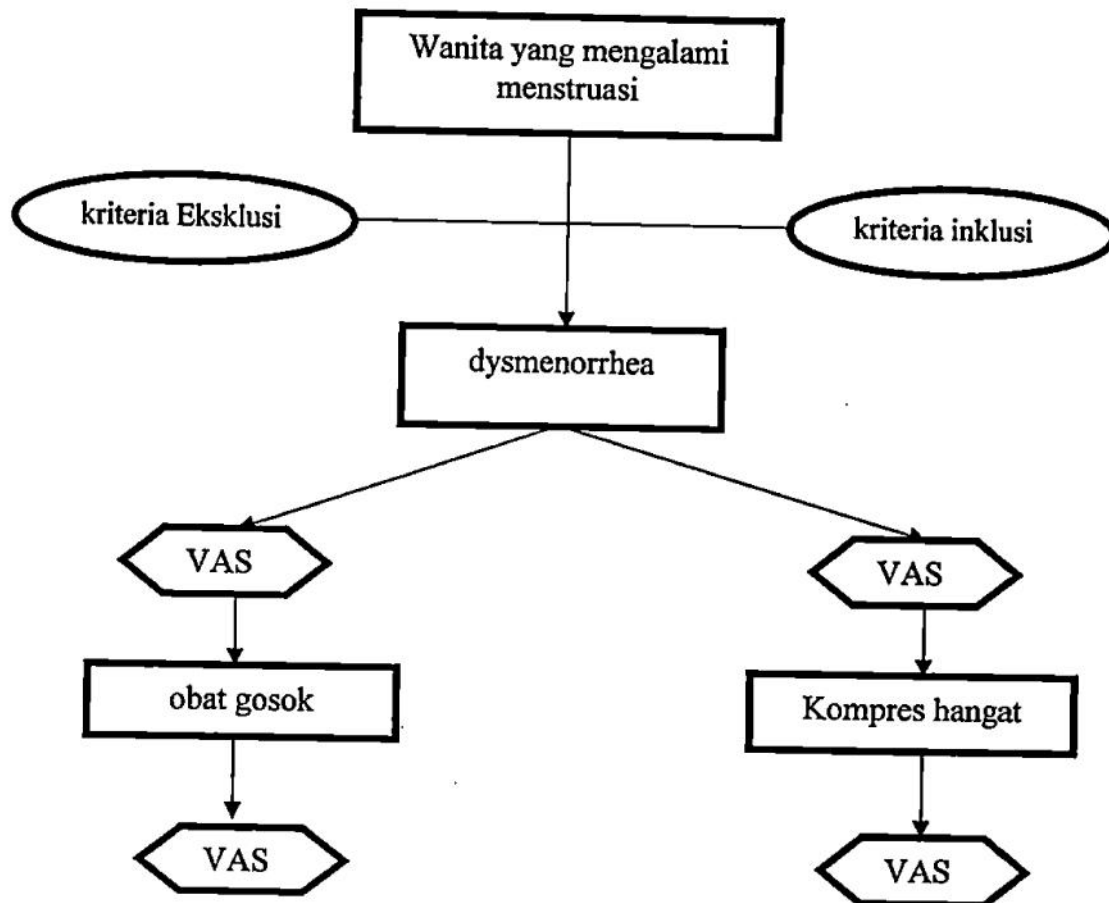 Wanita yang mengalami
menstruasi
kriteria Eksklusi
kriteria inklusi
dysmenorrhea
VAS
VAS
obat gosok
Kompres hangat
VAS
VAS